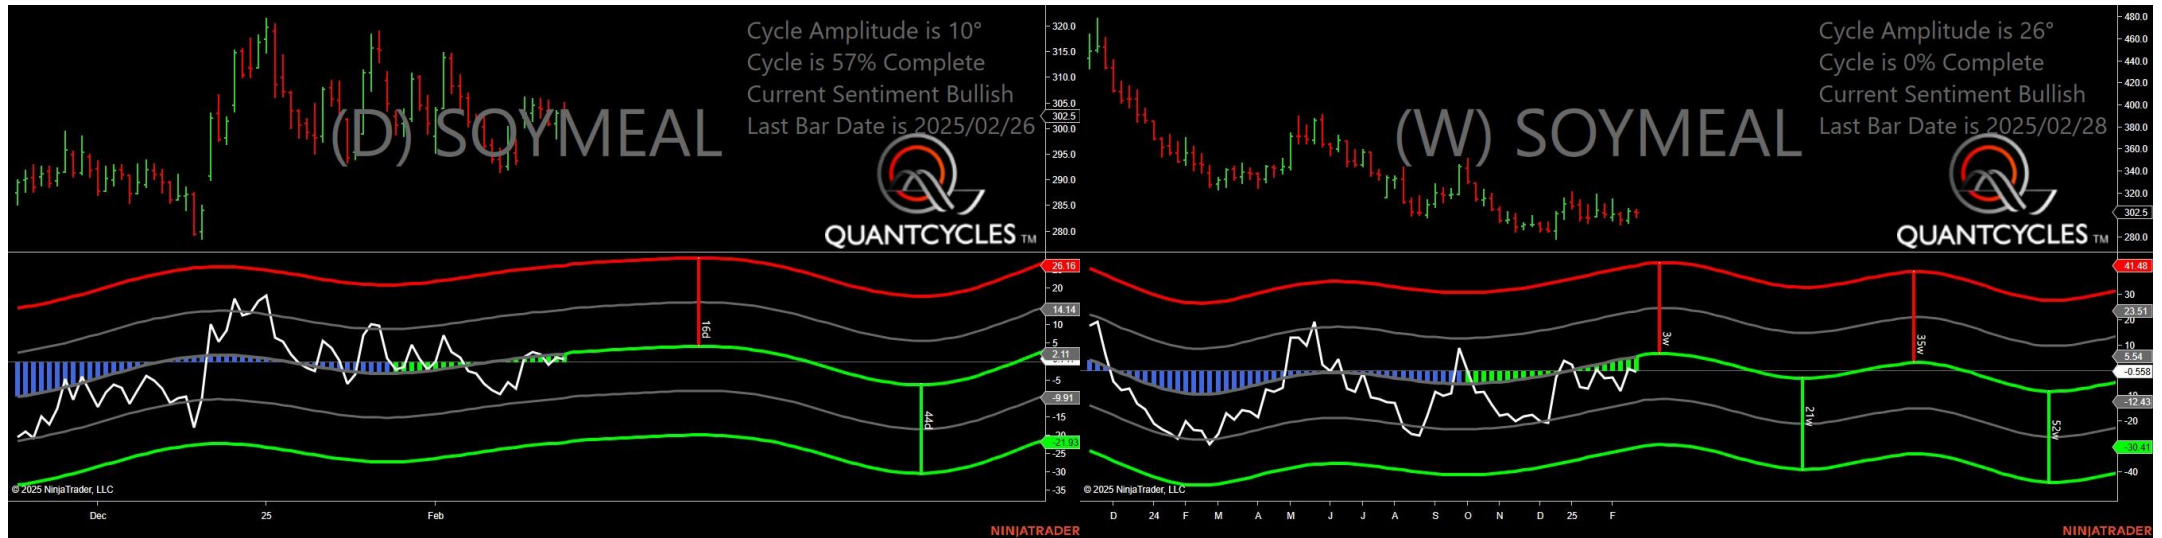 Cycle Amplitude is 10°
Cycle is 57% Complete
Current Sentiment Bullish
Last Bar Date is 2025/02/26
(D) SOYMEAL
QUANTCYCLES TM
320.0
315.0
310.0
305.0
302.5
300.0
295.0
290.0
285.0
280.0
26.16
20
14.14
10
5
2.11
-5
-9.91
-15
-21.93
-25
-30
-35
16d
44d
© 2025 NinjaTrader, LLC
Dec
25
Feb
NINJATRADER
Cycle Amplitude is 26°
Cycle is 0% Complete
Current Sentiment Bullish
Last Bar Date is 2025/02/28
(W) SOYMEAL
QUANTCYCLES TM
480.0
460.0
440.0
420.0
400.0
380.0
360.0
340.0
320.0
302.5
280.0
41.48
30
23.51
20
10
5.54
-0.558
-12.43
-20
-30.41
-40
3w
21w
35w
52w
© 2025 NinjaTrader, LLC
D
24
F
M
A
M
J
J
A
S
O
N
D
25
F
NINJATRADER